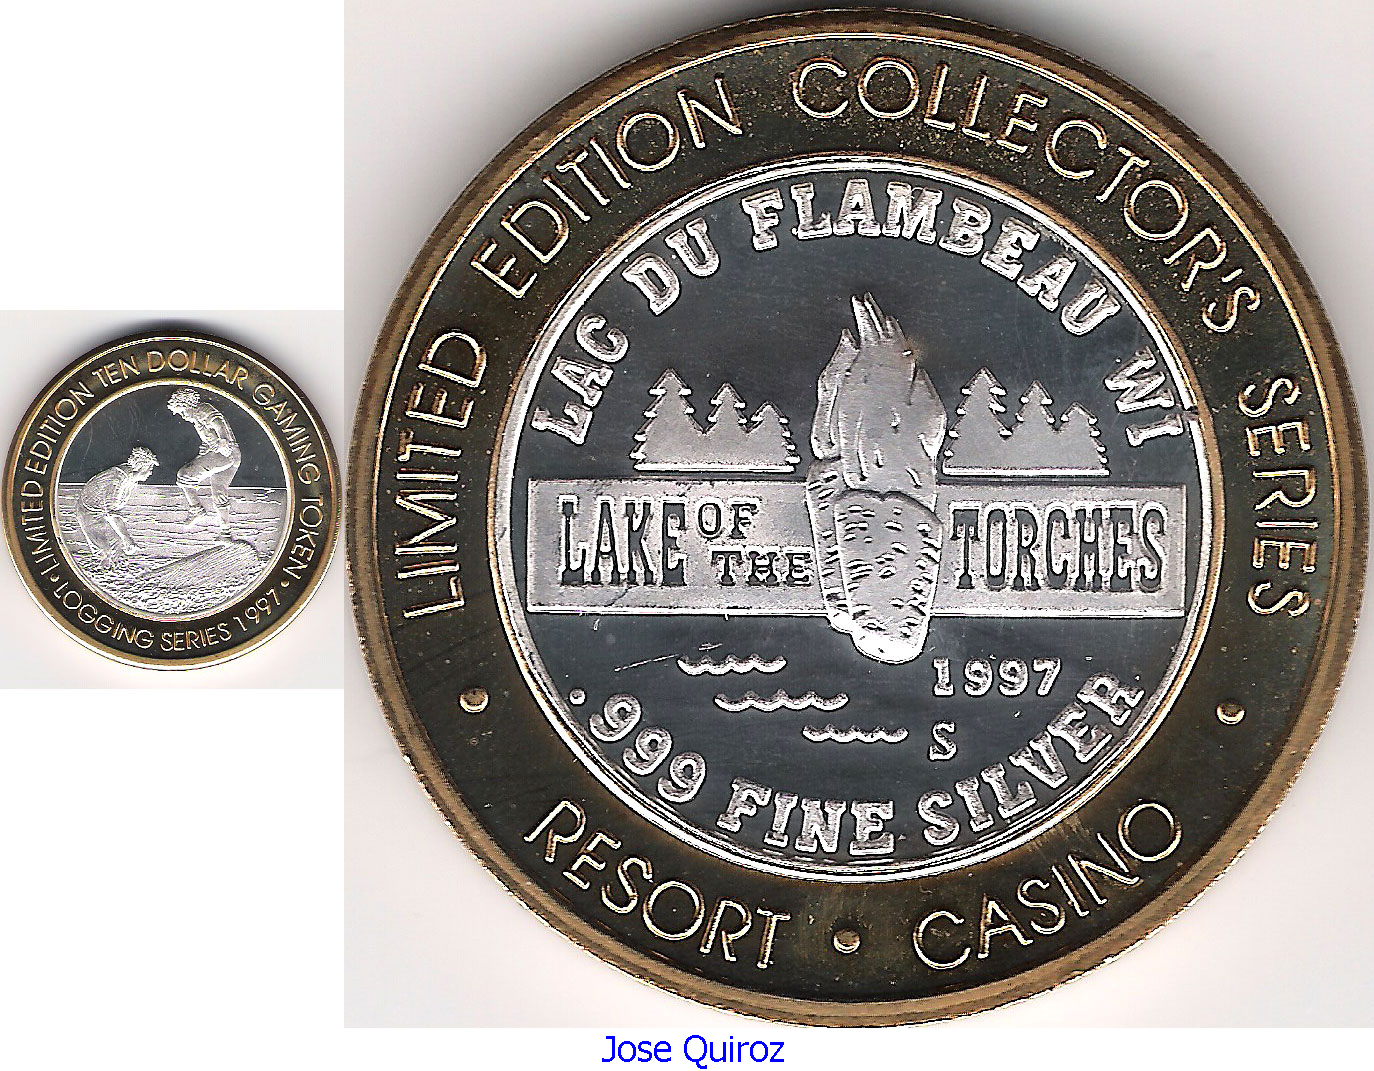 LIMITED EDITION TEN DOLLAR GAMING TOKEN
• LOGGING SERIES 1997 •
LIMITED EDITION COLLECTOR'S SERIES
LAC DU FLAMBEAU WI
LAKE OF THE TORCHES
1997
S
.999 FINE SILVER
• RESORT • CASINO •
Jose Quiroz